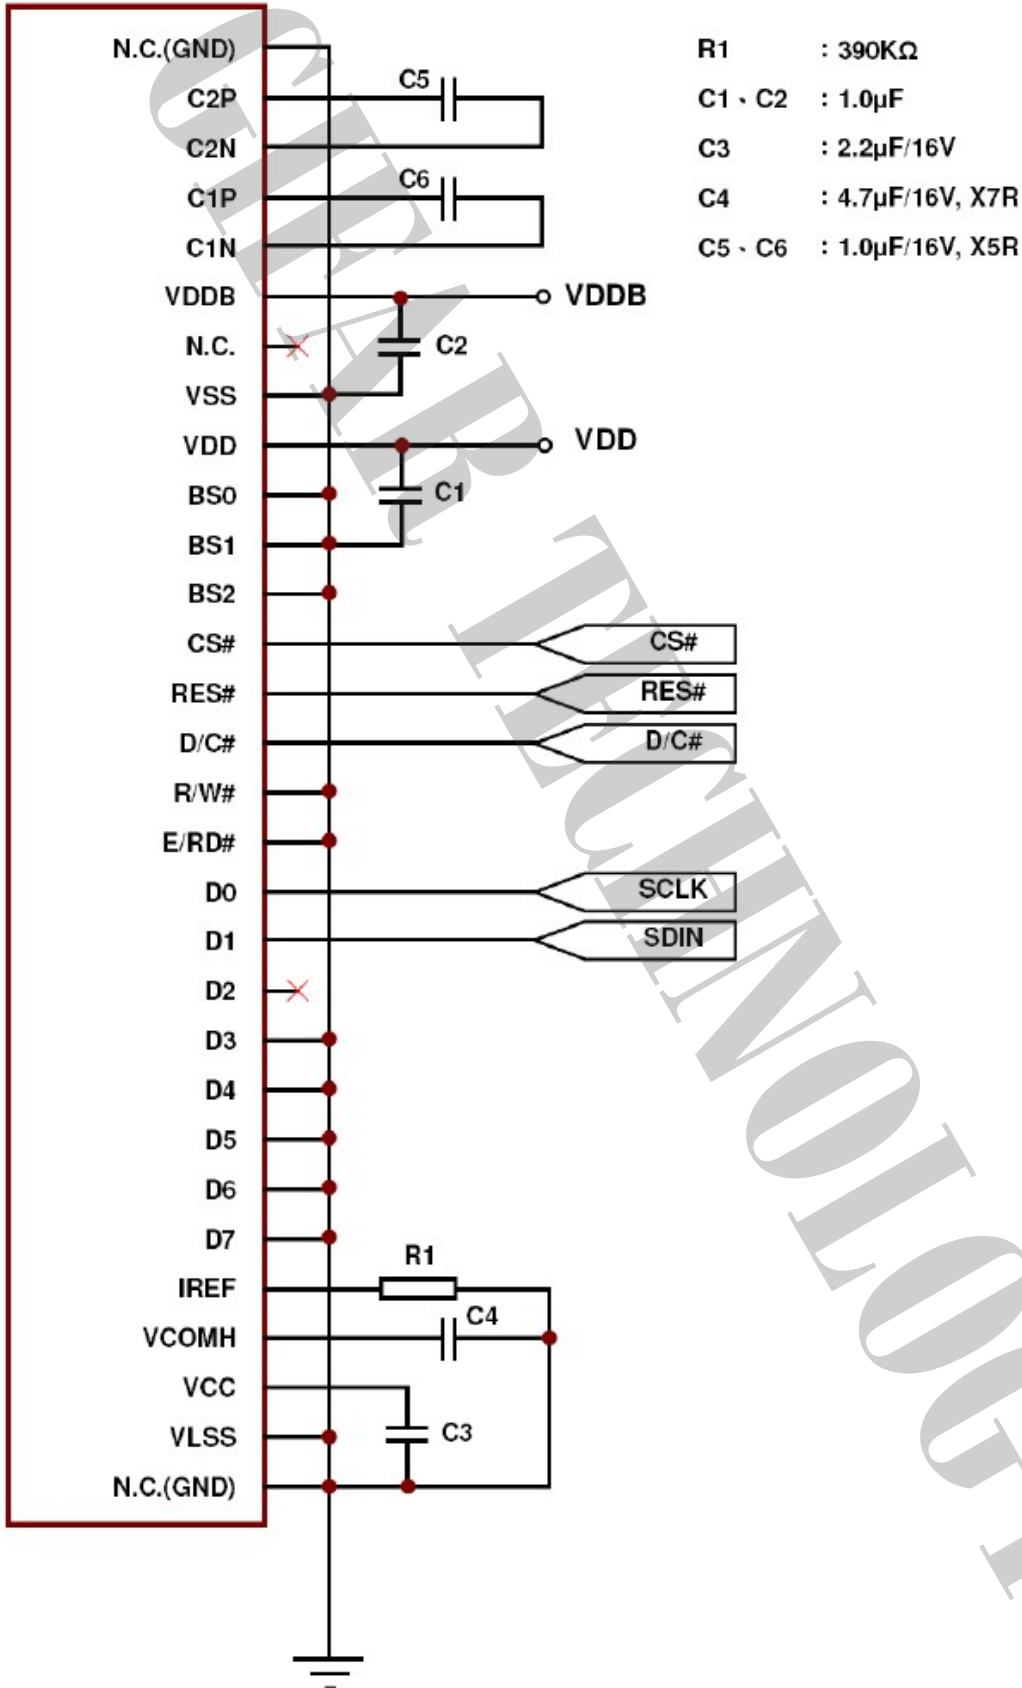 N.C.(GND)
C2P
C2N
C1P
C1N
VDDB
N.C.
VSS
VDD
BS0
BS1
BS2
CS#
RES#
D/C#
R/W#
E/RD#
D0
D1
D2
D3
D4
D5
D6
D7
IREF
VCOMH
VCC
VLSS
N.C.(GND)
C5
C6
VDDB
C2
VDD
C1
CS#
RES#
D/C#
SCLK
SDIN
R1
C4
C3
R1 : 390KΩ
C1、C2 : 1.0µF
C3 : 2.2µF/16V
C4 : 4.7µF/16V, X7R
C5、C6 : 1.0µF/16V, X5R